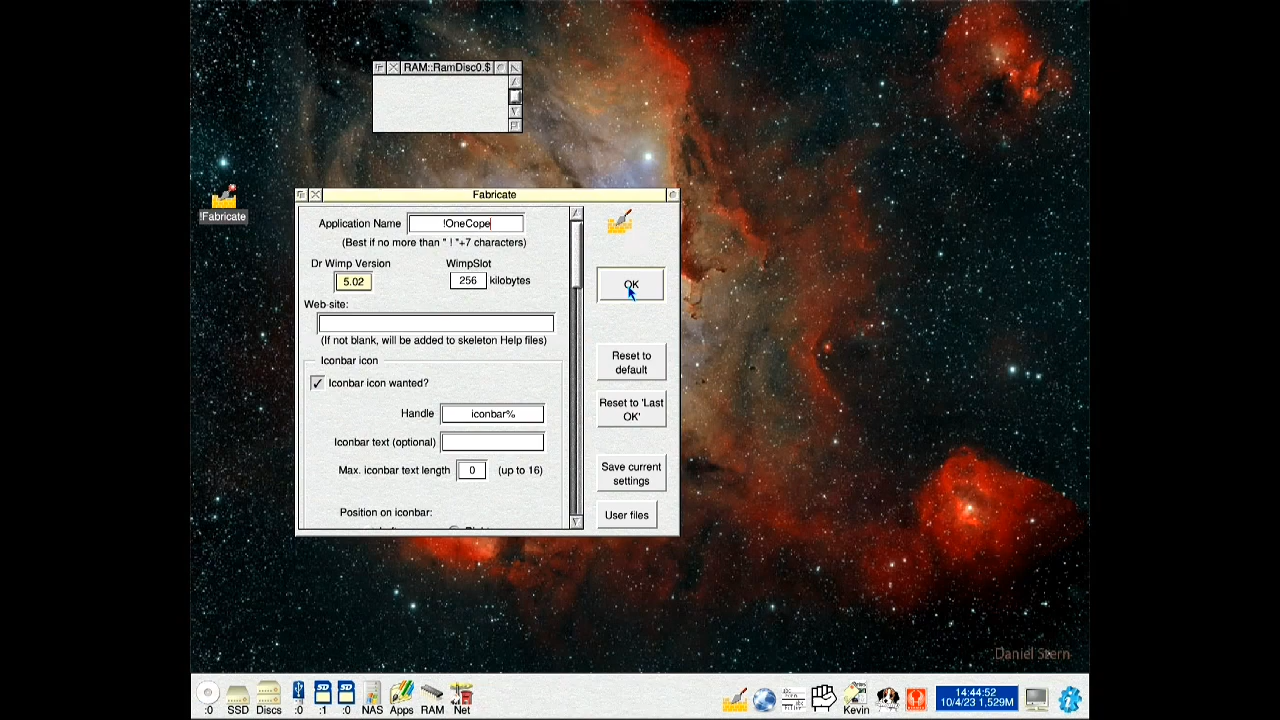 RAM::RamDisc0.$
!Fabricate
Fabricate
Application Name !OneCope
(Best if no more than " ! "+7 characters)
Dr Wimp Version WimpSlot
5.02 256 kilobytes
Web-site:
(If not blank, will be added to skeleton Help files)
Iconbar icon
Iconbar icon wanted?
Handle iconbar%
Iconbar text (optional)
Max. iconbar text length 0 (up to 16)
Position on iconbar:
OK
Reset to
default
Reset to 'Last
OK'
Save current
settings
User files
Daniel Stern
:0 SSD Discs :0 :1 :0 NAS Apps RAM Net
Kevin
14:44:52
10/4/23 1,529M